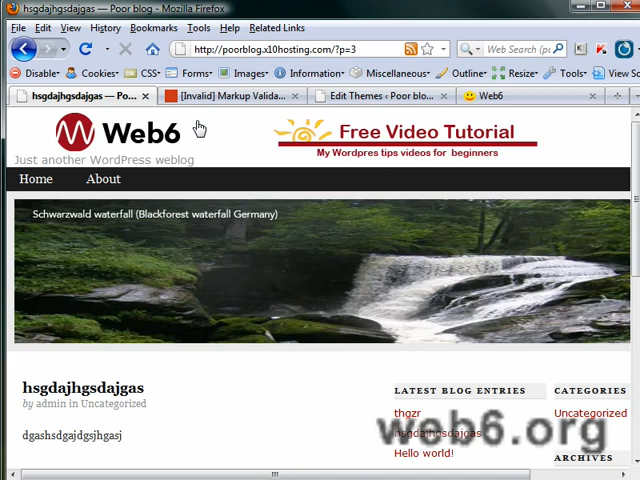 hsgdajhgsdajgas — Poor blog - Mozilla Firefox
File Edit View History Bookmarks Tools Help Related Links
http://poorblog.x10hosting.com/?p=3
Web Search (pw.
Disable Cookies CSS Forms Images Information Miscellaneous Outline Resize Tools View Sour
hsgdajhgsdajgas — Po... [Invalid] Markup Valida... Edit Themes ‹ Poor blo... Web6
Web6
Free Video Tutorial
My Wordpres tips videos for beginners
Just another WordPress weblog
Home About
Schwarzwald waterfall (Blackforest waterfall Germany)
hsgdajhgsdajgas
by admin in Uncategorized
dgashsdgajdgsjhgasj
LATEST BLOG ENTRIES
thgzr
hsgdajhgsdajgas
Hello world!
CATEGORIES
Uncategorized
ARCHIVES
web6.org